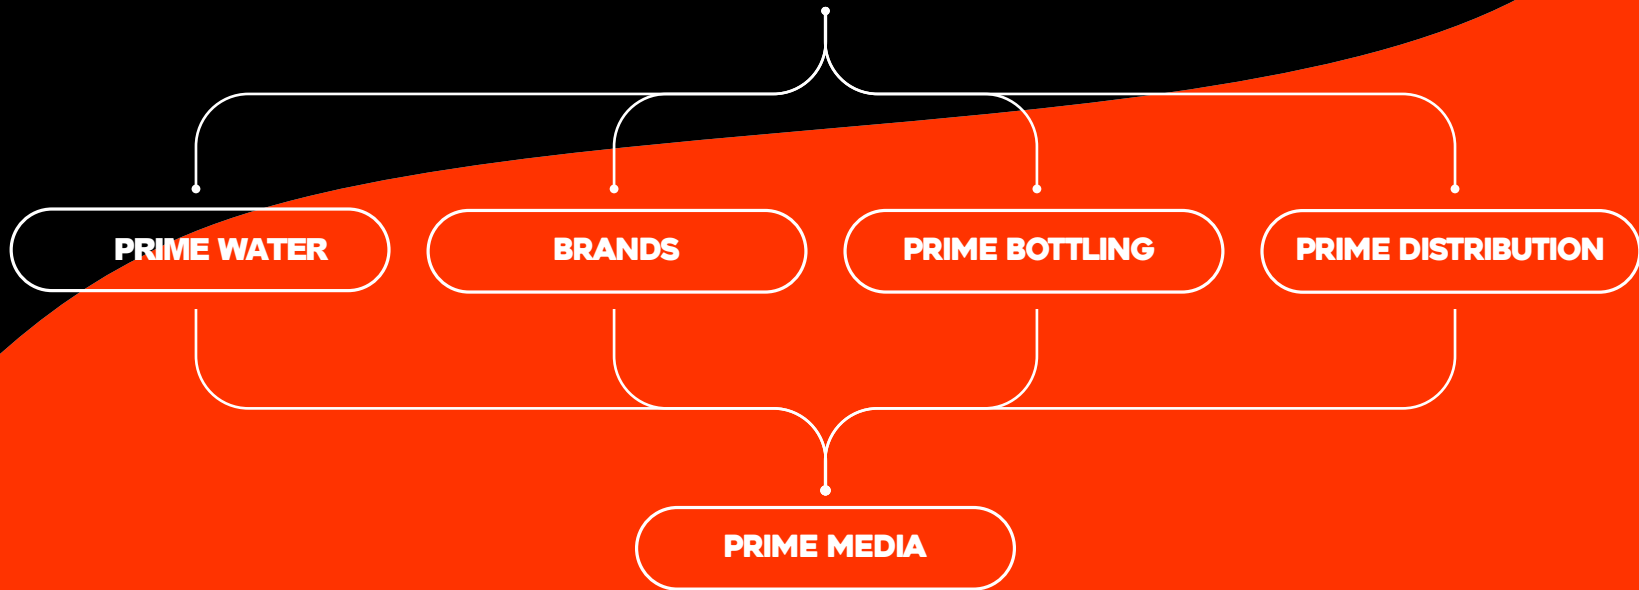 PRIME WATER
BRANDS
PRIME BOTTLING
PRIME DISTRIBUTION
PRIME MEDIA